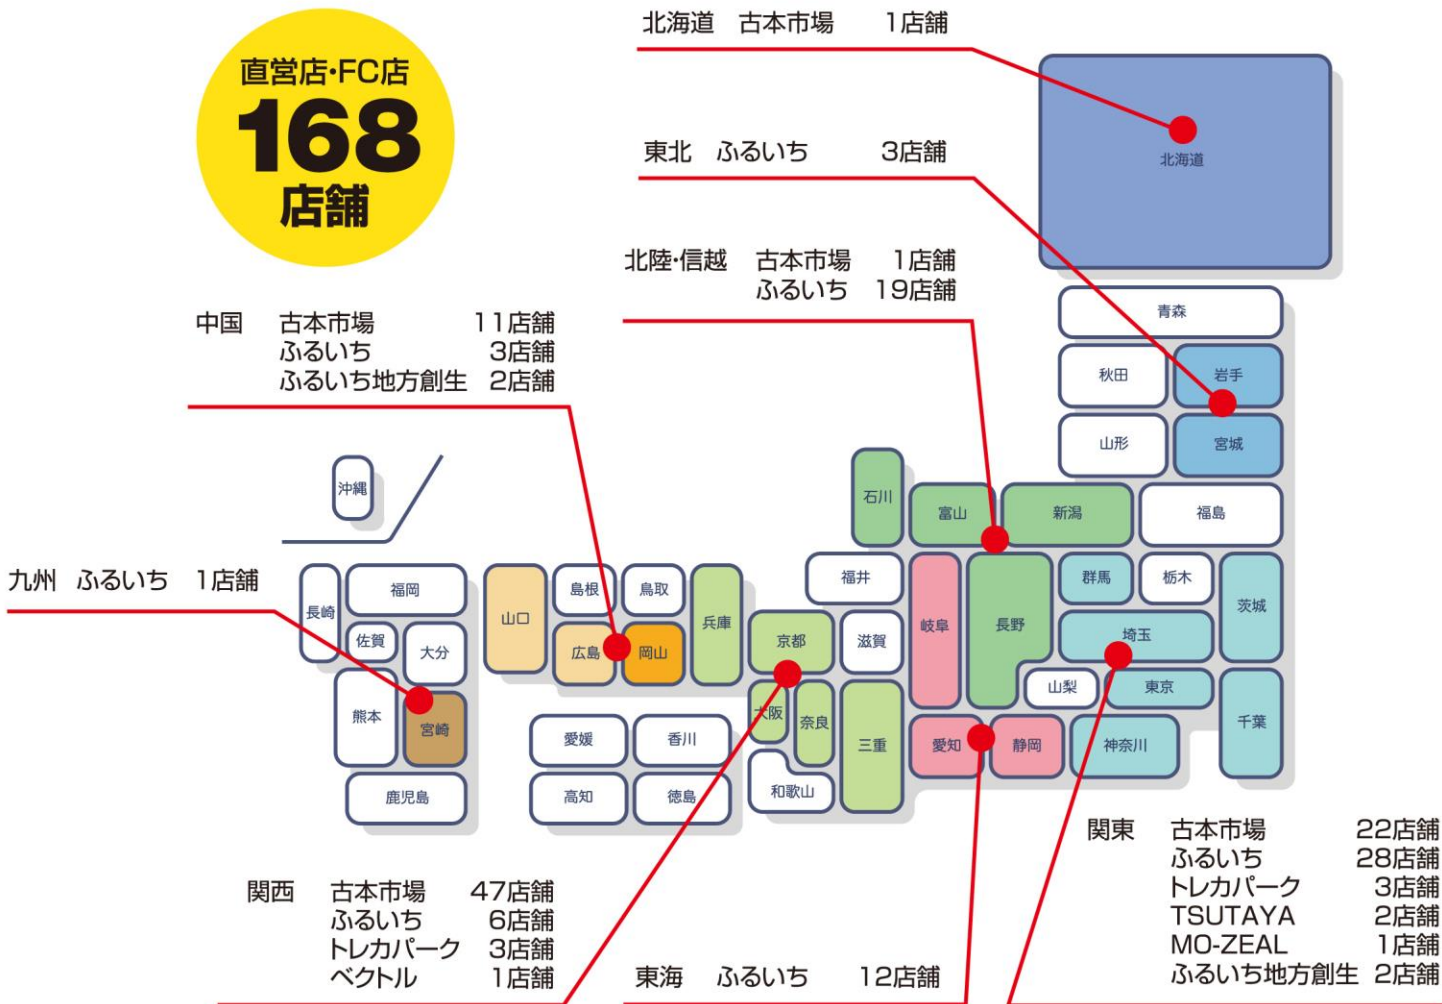 直営店・FC店
168
店舗
北海道 古本市場 1店舗
東北 ふるいち 3店舗
北陸・信越 古本市場 1店舗
ふるいち 19店舗
中国 古本市場 11店舗
ふるいち 3店舗
ふるいち地方創生 2店舗
九州 ふるいち 1店舗
北海道
青森
秋田 岩手
山形 宮城
福島
石川 富山 新潟
沖縄
福井 岐阜 長野 群馬 栃木 茨城
長崎 福岡
佐賀 大分
熊本 宮崎
鹿児島
山口 島根 鳥取 兵庫
広島 岡山
京都 滋賀
埼玉
山梨 東京
千葉
大阪 奈良 三重
愛知 静岡 神奈川
和歌山
愛媛 香川
高知 徳島
関西 古本市場 47店舗
ふるいち 6店舗
トレカパーク 3店舗
ベクトル 1店舗
東海 ふるいち 12店舗
関東 古本市場 22店舗
ふるいち 28店舗
トレカパーク 3店舗
TSUTAYA 2店舗
MO-ZEAL 1店舗
ふるいち地方創生 2店舗